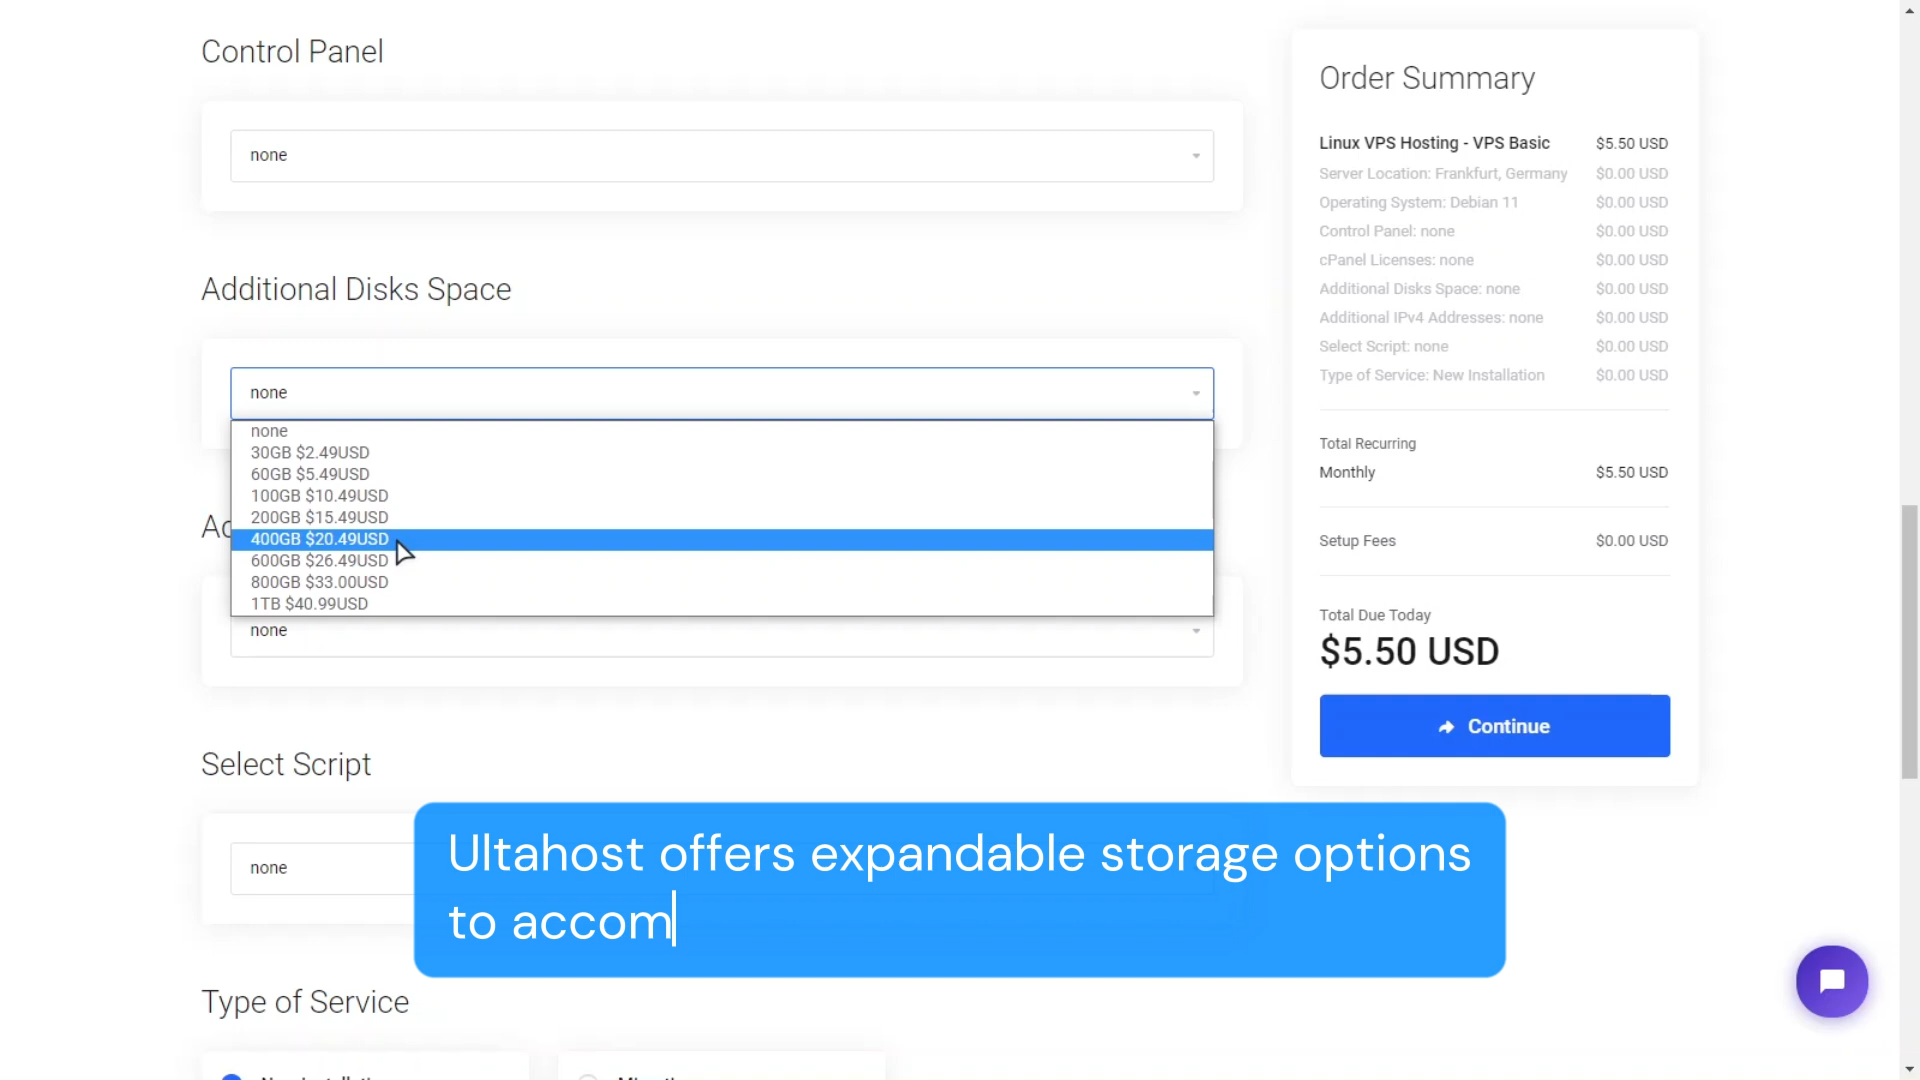 Control Panel
none
Additional Disks Space
none
none
30GB $2.49USD
60GB $5.49USD
100GB $10.49USD
200GB $15.49USD
400GB $20.49USD
600GB $26.49USD
800GB $33.00USD
1TB $40.99USD
none
Select Script
none
Type of Service
Order Summary
Linux VPS Hosting - VPS Basic $5.50 USD
Server Location: Frankfurt, Germany $0.00 USD
Operating System: Debian 11 $0.00 USD
Control Panel: none $0.00 USD
cPanel Licenses: none $0.00 USD
Additional Disks Space: none $0.00 USD
Additional IPv4 Addresses: none $0.00 USD
Select Script: none $0.00 USD
Type of Service: New Installation $0.00 USD
Total Recurring
Monthly $5.50 USD
Setup Fees $0.00 USD
Total Due Today
$5.50 USD
Continue
Ultahost offers expandable storage options
to accom